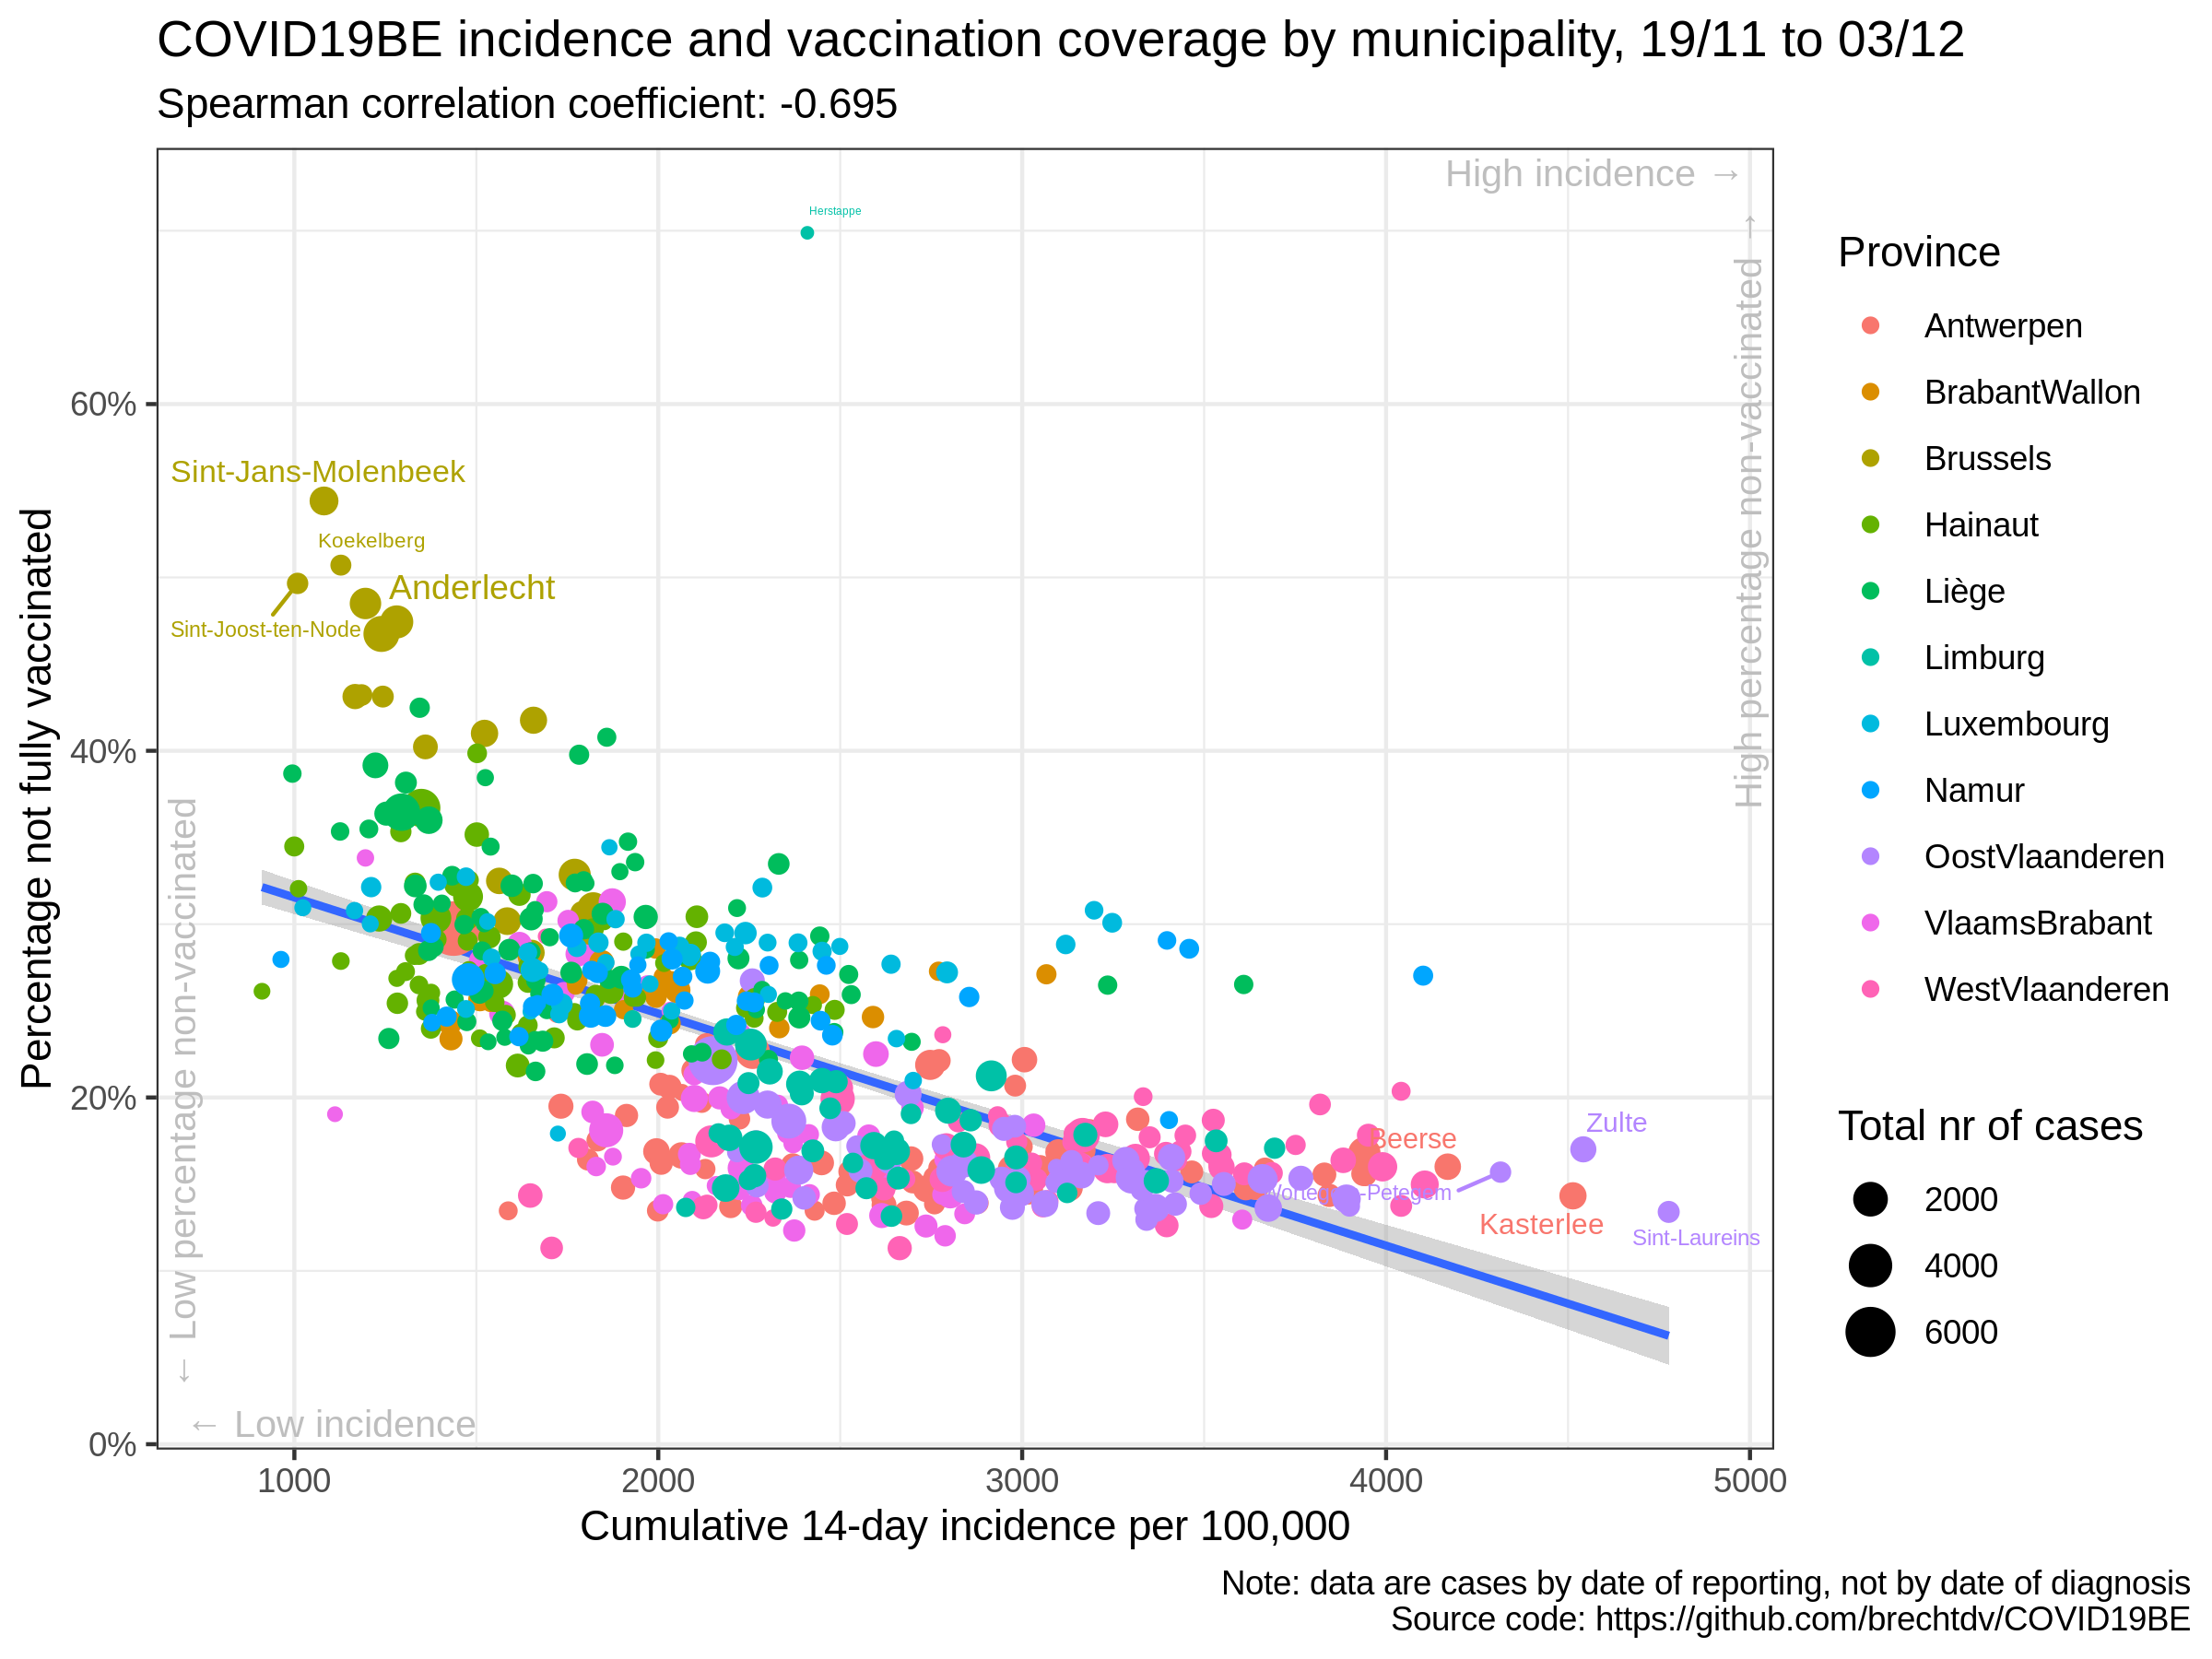 COVID19BE incidence and vaccination coverage by municipality, 19/11 to 03/12
Spearman correlation coefficient: -0.695
High incidence →
High percentage non-vaccinated →
← Low percentage non-vaccinated
← Low incidence
Percentage not fully vaccinated
60%
40%
20%
0%
Herstappe
Sint-Jans-Molenbeek
Koekelberg
Anderlecht
Sint-Joost-ten-Node
Zulte
Beerse
Kasterlee
Sint-Laureins
1000
2000
3000
4000
5000
Cumulative 14-day incidence per 100,000
Province
Antwerpen
BrabantWallon
Brussels
Hainaut
Liège
Limburg
Luxembourg
Namur
OostVlaanderen
VlaamsBrabant
WestVlaanderen
Total nr of cases
2000
4000
6000
Note: data are cases by date of reporting, not by date of diagnosis
Source code: https://github.com/brechtdv/COVID19BE